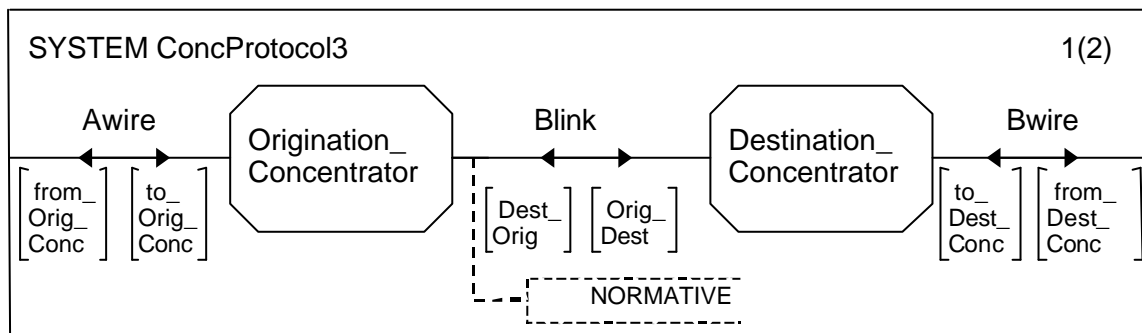 SYSTEM ConcProtocol3
1(2)
Awire
Origination_
Concentrator
Blink
Destination_
Concentrator
Bwire
from_
Orig_
Conc
to_
Orig_
Conc
Dest_
Orig
Orig_
Dest
to_
Dest_
Conc
from_
Dest_
Conc
NORMATIVE